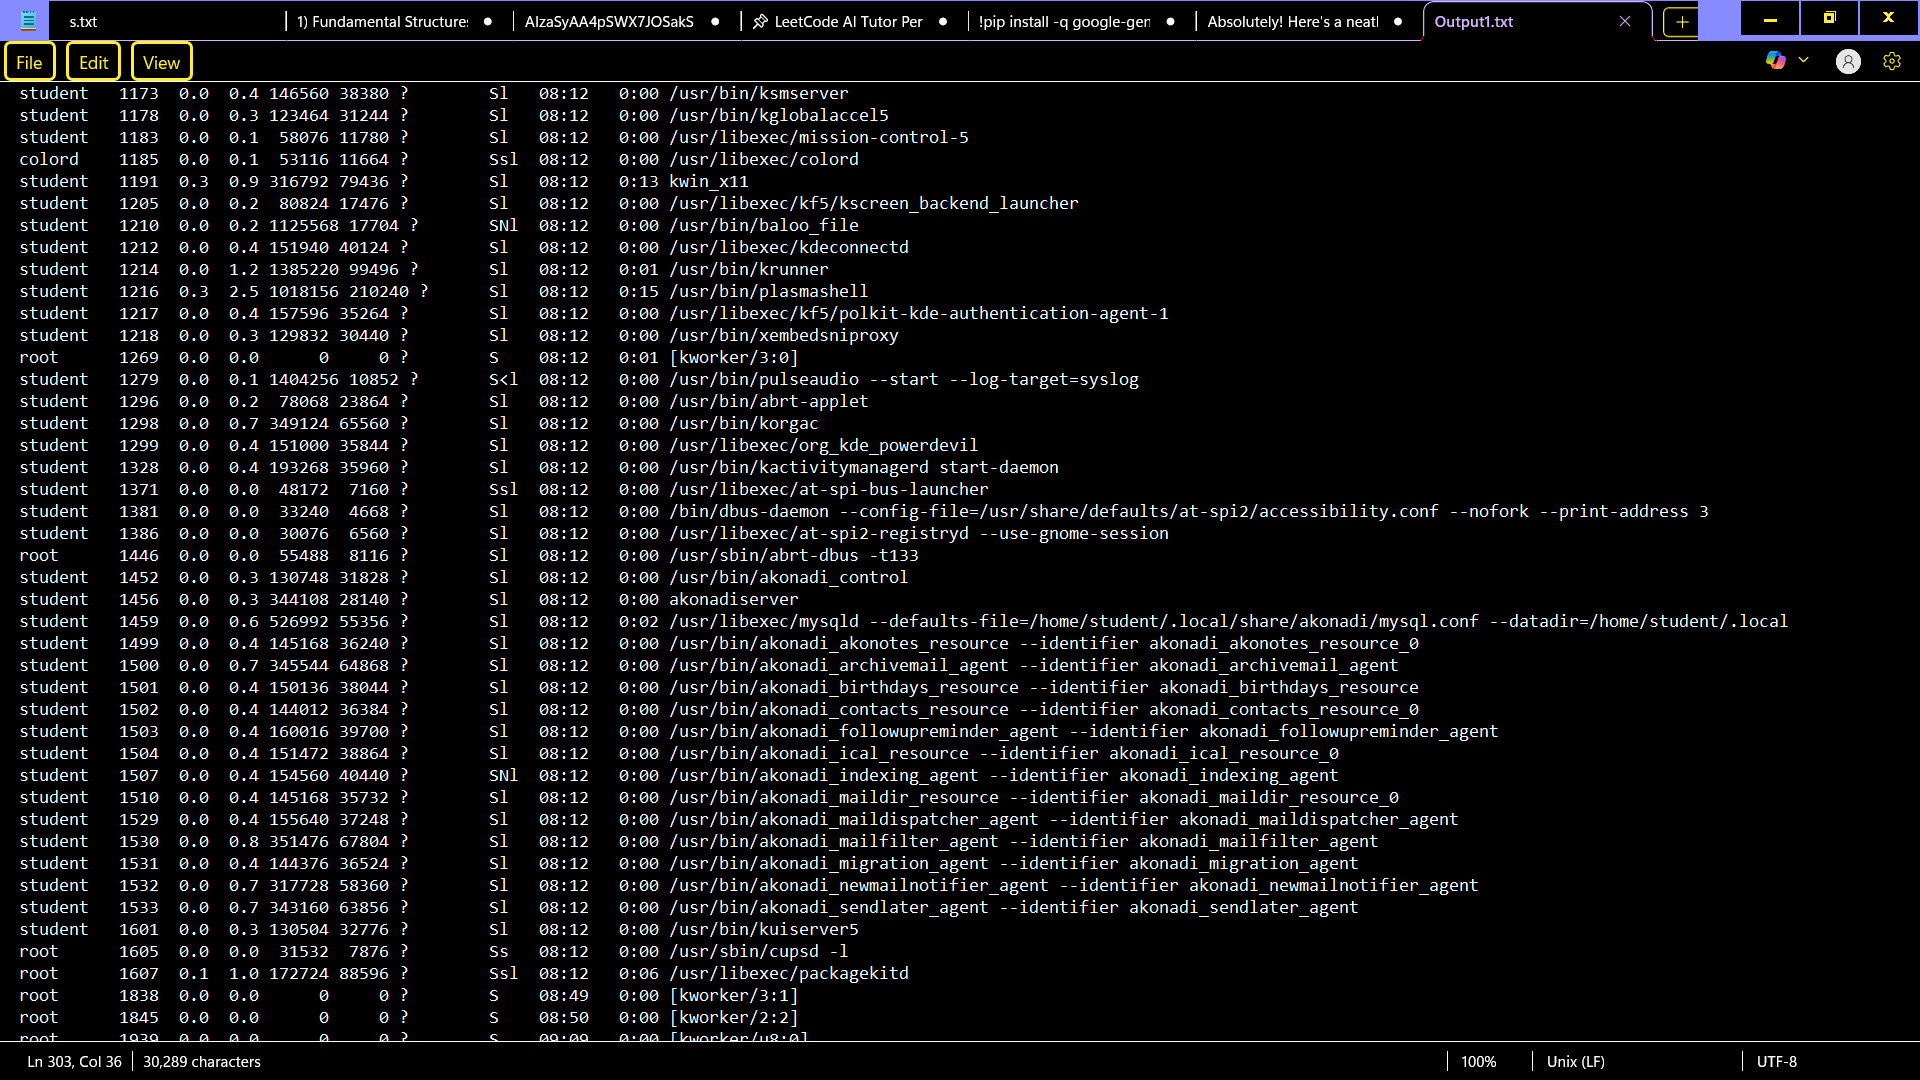 s.txt 1) Fundamental Structure: AIzaSyAA4pSWX7JOSakS LeetCode AI Tutor Per !pip install -q google-gen Absolutely! Here's a neat Output1.txt
File Edit View
student 1173 0.0 0.4 146560 38380 ? Sl 08:12 0:00 /usr/bin/ksmserver
student 1178 0.0 0.3 123464 31244 ? Sl 08:12 0:00 /usr/bin/kglobalaccel5
student 1183 0.0 0.1 58076 11780 ? Sl 08:12 0:00 /usr/libexec/mission-control-5
colord 1185 0.0 0.1 53116 11664 ? Ssl 08:12 0:00 /usr/libexec/colord
student 1191 0.3 0.9 316792 79436 ? Sl 08:12 0:13 kwin_x11
student 1205 0.0 0.2 80824 17476 ? Sl 08:12 0:00 /usr/libexec/kf5/kscreen_backend_launcher
student 1210 0.0 0.2 1125568 17704 ? SNl 08:12 0:00 /usr/bin/baloo_file
student 1212 0.0 0.4 151940 40124 ? Sl 08:12 0:00 /usr/libexec/kdeconnectd
student 1214 0.0 1.2 1385220 99496 ? Sl 08:12 0:01 /usr/bin/krunner
student 1216 0.3 2.5 1018156 210240 ? Sl 08:12 0:15 /usr/bin/plasmashell
student 1217 0.0 0.4 157596 35264 ? Sl 08:12 0:00 /usr/libexec/kf5/polkit-kde-authentication-agent-1
student 1218 0.0 0.3 129832 30440 ? Sl 08:12 0:00 /usr/bin/xembedsniproxy
root 1269 0.0 0.0 0 0 ? S 08:12 0:01 [kworker/3:0]
student 1279 0.0 0.1 1404256 10852 ? S<l 08:12 0:00 /usr/bin/pulseaudio --start --log-target=syslog
student 1296 0.0 0.2 78068 23864 ? Sl 08:12 0:00 /usr/bin/abrt-applet
student 1298 0.0 0.7 349124 65560 ? Sl 08:12 0:00 /usr/bin/korgac
student 1299 0.0 0.4 151000 35844 ? Sl 08:12 0:00 /usr/libexec/org_kde_powerdevil
student 1328 0.0 0.4 193268 35960 ? Sl 08:12 0:00 /usr/bin/kactivitymanagerd start-daemon
student 1371 0.0 0.0 48172 7160 ? Ssl 08:12 0:00 /usr/libexec/at-spi-bus-launcher
student 1381 0.0 0.0 33240 4668 ? Sl 08:12 0:00 /bin/dbus-daemon --config-file=/usr/share/defaults/at-spi2/accessibility.conf --nofork --print-address 3
student 1386 0.0 0.0 30076 6560 ? Sl 08:12 0:00 /usr/libexec/at-spi2-registryd --use-gnome-session
root 1446 0.0 0.0 55488 8116 ? Sl 08:12 0:00 /usr/sbin/abrt-dbus -t133
student 1452 0.0 0.3 130748 31828 ? Sl 08:12 0:00 /usr/bin/akonadi_control
student 1456 0.0 0.3 344108 28140 ? Sl 08:12 0:00 akonadiserver
student 1459 0.0 0.6 526992 55356 ? Sl 08:12 0:02 /usr/libexec/mysqld --defaults-file=/home/student/.local/share/akonadi/mysql.conf --datadir=/home/student/.local
student 1499 0.0 0.4 145168 36240 ? Sl 08:12 0:00 /usr/bin/akonadi_akonotes_resource --identifier akonadi_akonotes_resource_0
student 1500 0.0 0.7 345544 64868 ? Sl 08:12 0:00 /usr/bin/akonadi_archivemail_agent --identifier akonadi_archivemail_agent
student 1501 0.0 0.4 150136 38044 ? Sl 08:12 0:00 /usr/bin/akonadi_birthdays_resource --identifier akonadi_birthdays_resource
student 1502 0.0 0.4 144012 36384 ? Sl 08:12 0:00 /usr/bin/akonadi_contacts_resource --identifier akonadi_contacts_resource_0
student 1503 0.0 0.4 160016 39700 ? Sl 08:12 0:00 /usr/bin/akonadi_followupreminder_agent --identifier akonadi_followupreminder_agent
student 1504 0.0 0.4 151472 38864 ? Sl 08:12 0:00 /usr/bin/akonadi_ical_resource --identifier akonadi_ical_resource_0
student 1507 0.0 0.4 154560 40440 ? SNl 08:12 0:00 /usr/bin/akonadi_indexing_agent --identifier akonadi_indexing_agent
student 1510 0.0 0.4 145168 35732 ? Sl 08:12 0:00 /usr/bin/akonadi_maildir_resource --identifier akonadi_maildir_resource_0
student 1529 0.0 0.4 155640 37248 ? Sl 08:12 0:00 /usr/bin/akonadi_maildispatcher_agent --identifier akonadi_maildispatcher_agent
student 1530 0.0 0.8 351476 67804 ? Sl 08:12 0:00 /usr/bin/akonadi_mailfilter_agent --identifier akonadi_mailfilter_agent
student 1531 0.0 0.4 144376 36524 ? Sl 08:12 0:00 /usr/bin/akonadi_migration_agent --identifier akonadi_migration_agent
student 1532 0.0 0.7 317728 58360 ? Sl 08:12 0:00 /usr/bin/akonadi_newmailnotifier_agent --identifier akonadi_newmailnotifier_agent
student 1533 0.0 0.7 343160 63856 ? Sl 08:12 0:00 /usr/bin/akonadi_sendlater_agent --identifier akonadi_sendlater_agent
student 1601 0.0 0.3 130504 32776 ? Sl 08:12 0:00 /usr/bin/kuiserver5
root 1605 0.0 0.0 31532 7876 ? Ss 08:12 0:00 /usr/sbin/cupsd -l
root 1607 0.1 1.0 172724 88596 ? Ssl 08:12 0:06 /usr/libexec/packagekitd
root 1838 0.0 0.0 0 0 ? S 08:49 0:00 [kworker/3:1]
root 1845 0.0 0.0 0 0 ? S 08:50 0:00 [kworker/2:2]
root 1939 0.0 0.0 0 0 ? S 09:09 0:00 [kworker/u8:0]
Ln 303, Col 36 30,289 characters 100% Unix (LF) UTF-8